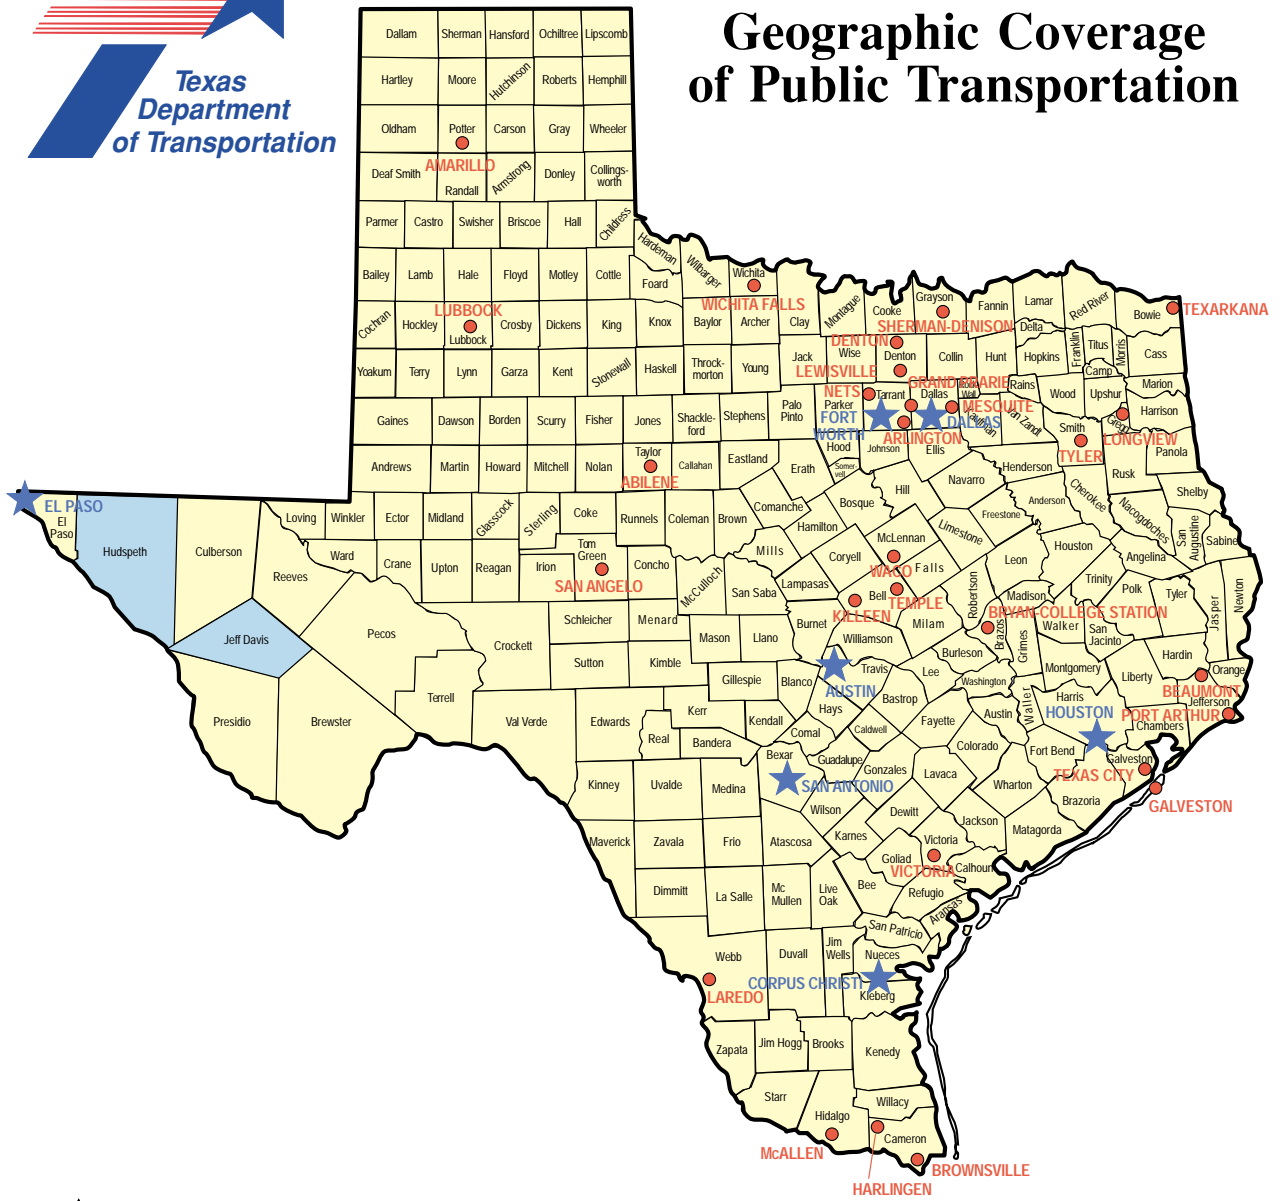 Geographic Coverage
of Public Transportation
Texas
Department
of Transportation
Dallam
Sherman
Hansford
Ochiltree
Lipscomb
Hartley
Moore
Hutchinson
Roberts
Hemphill
Oldham
Potter
Carson
Gray
Wheeler
AMARILLO
Deaf Smith
Randall
Armstrong
Donley
Collings-
worth
Parmer
Castro
Swisher
Briscoe
Hall
Childress
Hardeman
Wilbarger
Wichita
WICHITA FALLS
Bailey
Lamb
Hale
Floyd
Motley
Cottle
Foard
LUBBOCK
Cochran
Hockley
Lubbock
Crosby
Dickens
King
Knox
Baylor
Archer
Clay
Montague
Cooke
Grayson
SHERMAN-DENISON
Fannin
Lamar
Red River
Bowie
TEXARKANA
Delta
Franklin
Titus
Morris
Cass
Camp
DENTON
Wise
Denton
Collin
Hunt
Hopkins
Yoakum
Terry
Lynn
Garza
Kent
Stonewall
Haskell
Throck-
morton
Young
Jack
LEWISVILLE
GRAND PRARIE
Rains
Wood
Upshur
Marion
Harrison
NETS
Parker
Tarrant
Dallas
MESQUITE
FORT
WORTH
DALLAS
ARLINGTON
Smith
TYLER
LONGVIEW
Gregg
Panola
Gaines
Dawson
Borden
Scurry
Fisher
Jones
Shackle-
ford
Stephens
Palo
Pinto
Hood
Johnson
Ellis
Andrews
Martin
Howard
Mitchell
Nolan
Taylor
ABILENE
Callahan
Eastland
Erath
Somer-
vell
Hill
Navarro
Henderson
Rusk
Shelby
EL PASO
El
Paso
Hudspeth
Culberson
Loving
Winkler
Ector
Midland
Glasscock
Sterling
Coke
Runnels
Coleman
Brown
Comanche
Bosque
Hamilton
Freestone
Limestone
Anderson
Cherokee
Nacogdoches
San
Augustine
Sabine
Reeves
Ward
Crane
Upton
Reagan
Irion
Tom
Green
SAN ANGELO
Concho
McCulloch
Mills
San Saba
Lampasas
Coryell
McLennan
WACO
Falls
Leon
Houston
Angelina
Trinity
Polk
Tyler
Jasper
Newton
Bell
TEMPLE
KILLEEN
Robertson
Madison
BRYAN-COLLEGE STATION
Brazos
Grimes
Walker
San
Jacinto
Jeff Davis
Pecos
Crockett
Schleicher
Menard
Mason
Llano
Burnet
Williamson
Milam
Burleson
Sutton
Kimble
Gillespie
Blanco
Travis
AUSTIN
Lee
Washington
Montgomery
Liberty
Hardin
Orange
BEAUMONT
Jefferson
PORT ARTHUR
Presidio
Brewster
Terrell
Val Verde
Edwards
Kerr
Real
Bandera
Kendall
Hays
Comal
Caldwell
Bastrop
Fayette
Austin
Waller
Harris
HOUSTON
Chambers
Kinney
Uvalde
Medina
Bexar
SAN ANTONIO
Guadalupe
Gonzales
Lavaca
Colorado
Fort Bend
Wharton
Galveston
TEXAS CITY
Brazoria
GALVESTON
Wilson
Dewitt
Jackson
Matagorda
Maverick
Zavala
Frio
Atascosa
Karnes
Goliad
Victoria
VICTORIA
Calhoun
Dimmitt
La Salle
Mc
Mullen
Live
Oak
Bee
Refugio
Aransas
San Patricio
Webb
Duvall
Jim
Wells
Nueces
CORPUS CHRISTI
Kleberg
LAREDO
Zapata
Jim Hogg
Brooks
Kenedy
Starr
Hidalgo
Willacy
Cameron
McALLEN
BROWNSVILLE
HARLINGEN